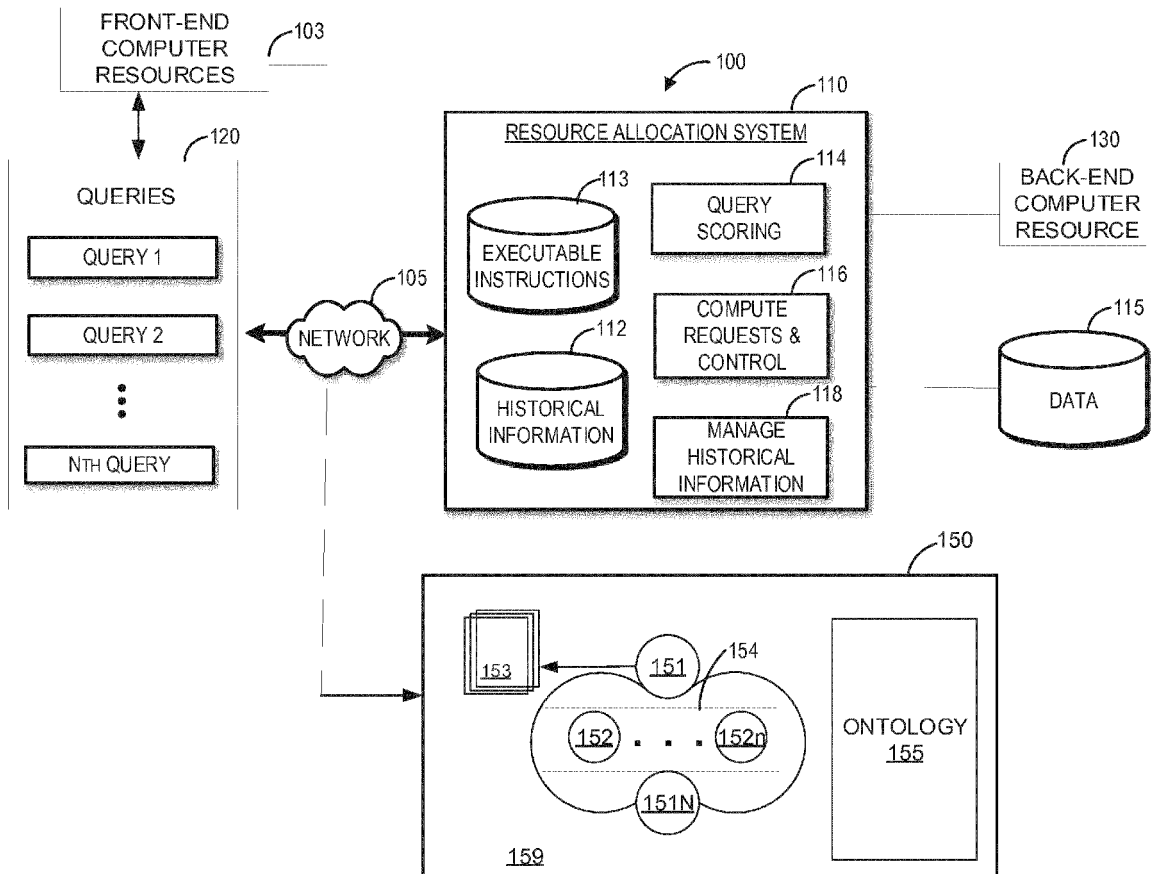 FRONT-END
COMPUTER
RESOURCES
103
120
QUERIES
QUERY 1
QUERY 2
NTH QUERY
105
NETWORK
100
110
RESOURCE ALLOCATION SYSTEM
113
EXECUTABLE
INSTRUCTIONS
112
HISTORICAL
INFORMATION
114
QUERY
SCORING
116
COMPUTE
REQUESTS &
CONTROL
118
MANAGE
HISTORICAL
INFORMATION
130
BACK-END
COMPUTER
RESOURCE
115
DATA
150
153
151
154
152
152n
151N
159
ONTOLOGY
155